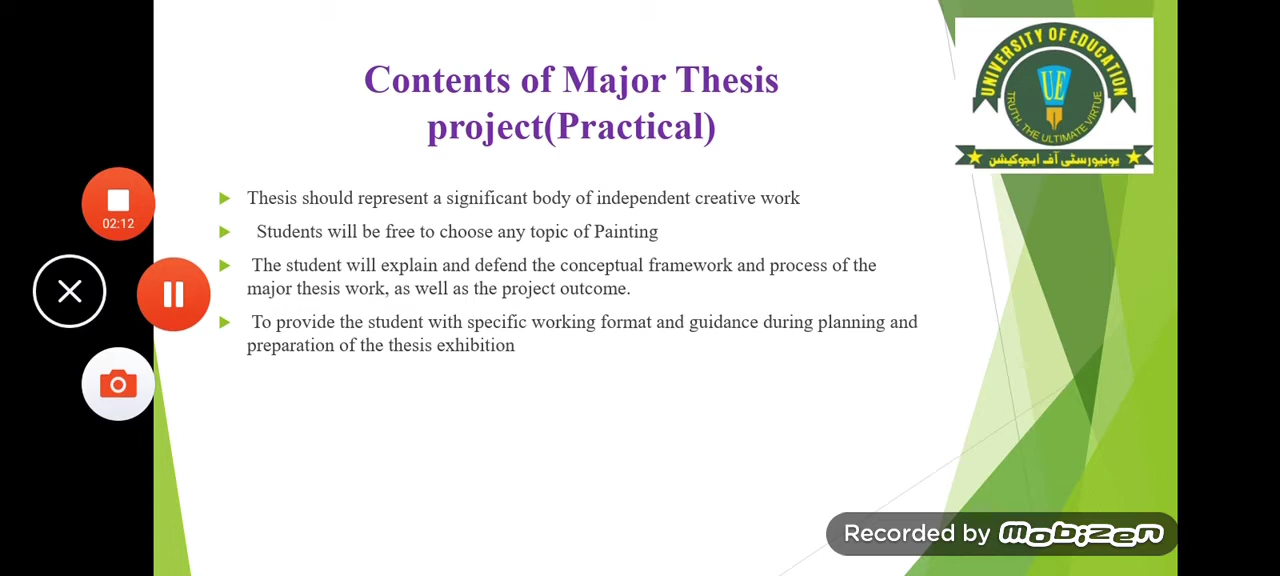 Contents of Major Thesis
project(Practical)
UNIVERSITY OF EDUCATION
UE
TRUTH, THE ULTIMATE VIRTUE
یونیورسٹی آف ایجوکیشن
Thesis should represent a significant body of independent creative work
Students will be free to choose any topic of Painting
The student will explain and defend the conceptual framework and process of the
major thesis work, as well as the project outcome.
To provide the student with specific working format and guidance during planning and
preparation of the thesis exhibition
02:12
Recorded by mobizen